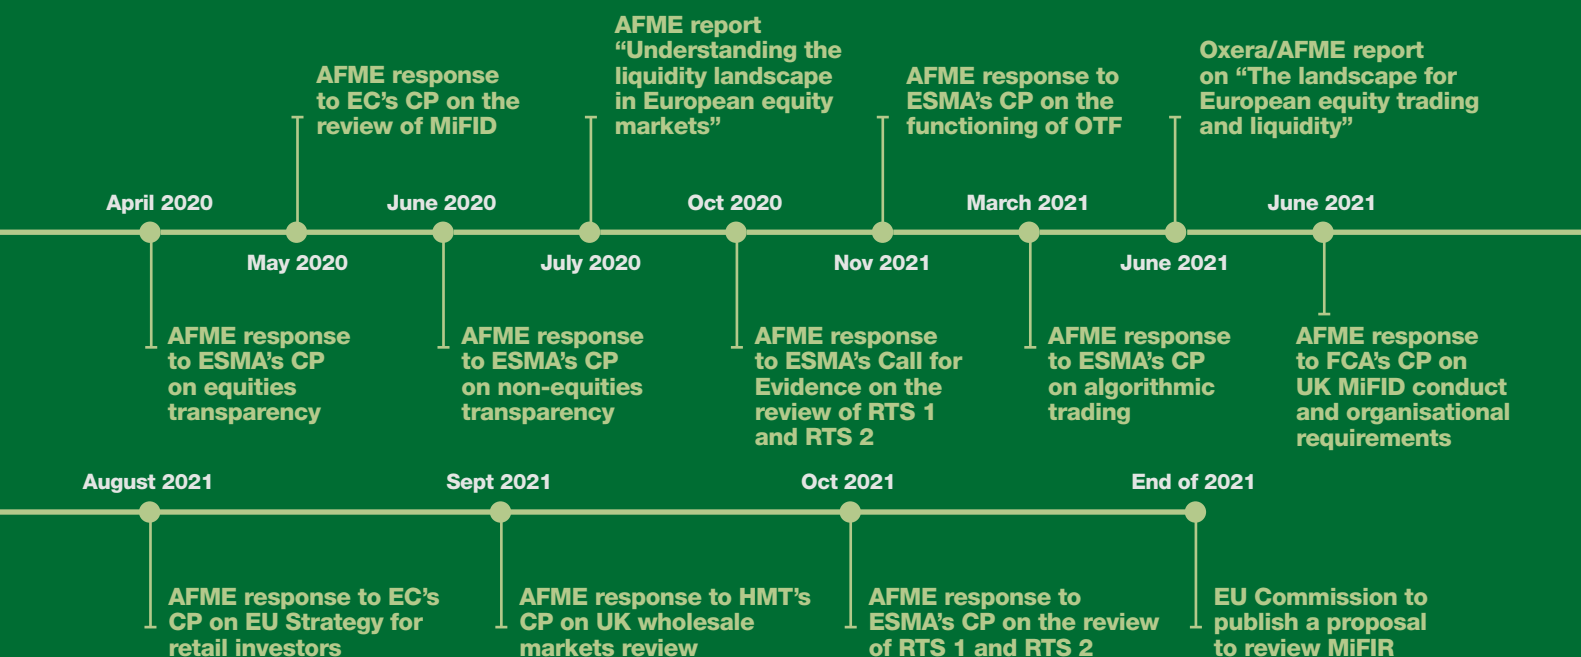 April 2020
AFME response
to ESMA’s CP
on equities
transparency
May 2020
AFME response
to EC’s CP on the
review of MiFID
June 2020
AFME response
to ESMA’s CP
on non-equities
transparency
July 2020
AFME report
“Understanding the
liquidity landscape
in European equity
markets”
Oct 2020
AFME response
to ESMA’s Call for
Evidence on the
review of RTS 1
and RTS 2
Nov 2021
AFME response to
ESMA’s CP on the
functioning of OTF
March 2021
AFME response
to ESMA’s CP
on algorithmic
trading
June 2021
Oxera/AFME report
on “The landscape for
European equity trading
and liquidity”
June 2021
AFME response
to FCA’s CP on
UK MiFID conduct
and organisational
requirements
August 2021
AFME response to EC’s
CP on EU Strategy for
retail investors
Sept 2021
AFME response to HMT’s
CP on UK wholesale
markets review
Oct 2021
AFME response to
ESMA’s CP on the review
of RTS 1 and RTS 2
End of 2021
EU Commission to
publish a proposal
to review MiFIR